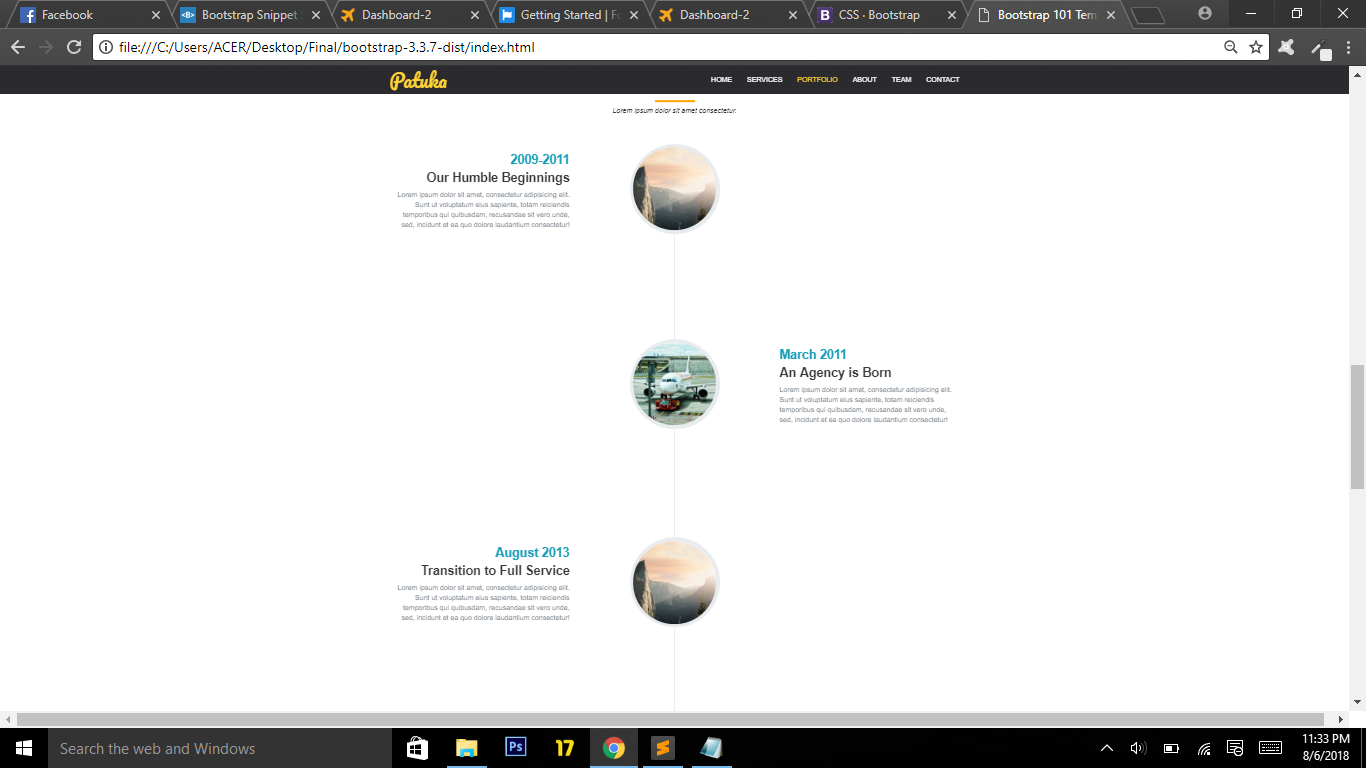 Facebook
Bootstrap Snippet
Dashboard-2
Getting Started | Fo
Dashboard-2
CSS · Bootstrap
Bootstrap 101 Tem
file:///C:/Users/ACER/Desktop/Final/bootstrap-3.3.7-dist/index.html
Patuka
HOME SERVICES PORTFOLIO ABOUT TEAM CONTACT
Lorem ipsum dolor sit amet consectetur.
2009-2011
Our Humble Beginnings
Lorem ipsum dolor sit amet, consectetur adipisicing elit.
Sunt ut voluptatum eius sapiente, totam reiciendis
temporibus qui quibusdam, recusandae sit vero unde,
sed, incidunt et ea quo dolore laudantium consectetur!
March 2011
An Agency is Born
Lorem ipsum dolor sit amet, consectetur adipisicing elit.
Sunt ut voluptatum eius sapiente, totam reiciendis
temporibus qui quibusdam, recusandae sit vero unde,
sed, incidunt et ea quo dolore laudantium consectetur!
August 2013
Transition to Full Service
Lorem ipsum dolor sit amet, consectetur adipisicing elit.
Sunt ut voluptatum eius sapiente, totam reiciendis
temporibus qui quibusdam, recusandae sit vero unde,
sed, incidunt et ea quo dolore laudantium consectetur!
Search the web and Windows
Ps
17
11:33 PM
8/6/2018